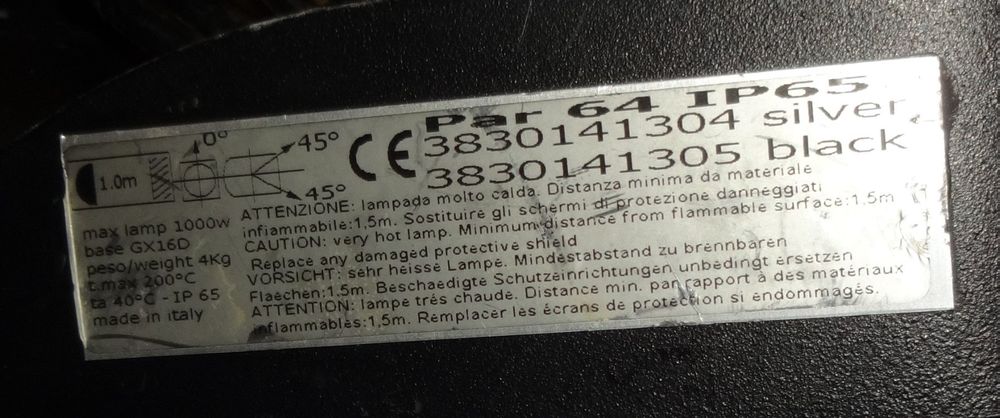 Par 64 IP65
3830141304 silver
3830141305 black
CE
0°
45°
45°
1.0m
max lamp 1000w
base GX16D
peso/weight 4Kg
t.max 200°C
ta 40°C - IP 65
made in italy
ATTENZIONE: lampada molto calda. Distanza minima da materiale
infiammabile:1,5m. Sostituire gli schermi di protezione danneggiati
CAUTION: very hot lamp. Minimum distance from flammable surface:1.5m
Replace any damaged protective shield
VORSICHT: sehr heisse Lampe. Mindestabstand zu brennbaren
Flaechen:1,5m. Beschaedigte Schutzeinrichtungen unbedingt ersetzen
ATTENTION: lampe trés chaude. Distance min. pan rapport à des matériaux
inflammables:1,5m. Remplacer les écrans de protection si endommagés.